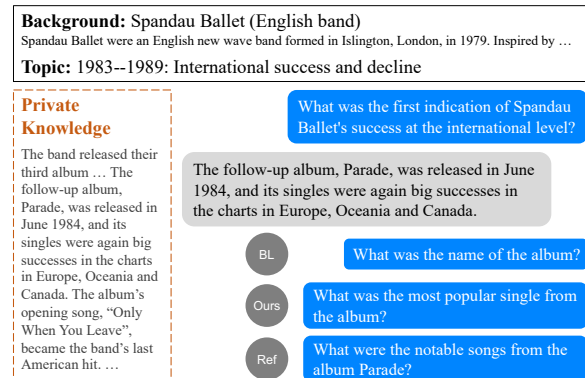 Background: Spandau Ballet (English band)
Spandau Ballet were an English new wave band formed in Islington, London, in 1979. Inspired by …
Topic: 1983--1989: International success and decline
Private
Knowledge
The band released their
third album … The
follow-up album,
Parade, was released in
June 1984, and its
singles were again big
successes in the charts
in Europe, Oceania and
Canada. The album's
opening song, “Only
When You Leave”,
became the band's last
American hit. …
What was the first indication of Spandau
Ballet's success at the international level?
The follow-up album, Parade, was released in June
1984, and its singles were again big successes in
the charts in Europe, Oceania and Canada.
BL
What was the name of the album?
Ours
What was the most popular single from
the album?
Ref
What were the notable songs from the
album Parade?